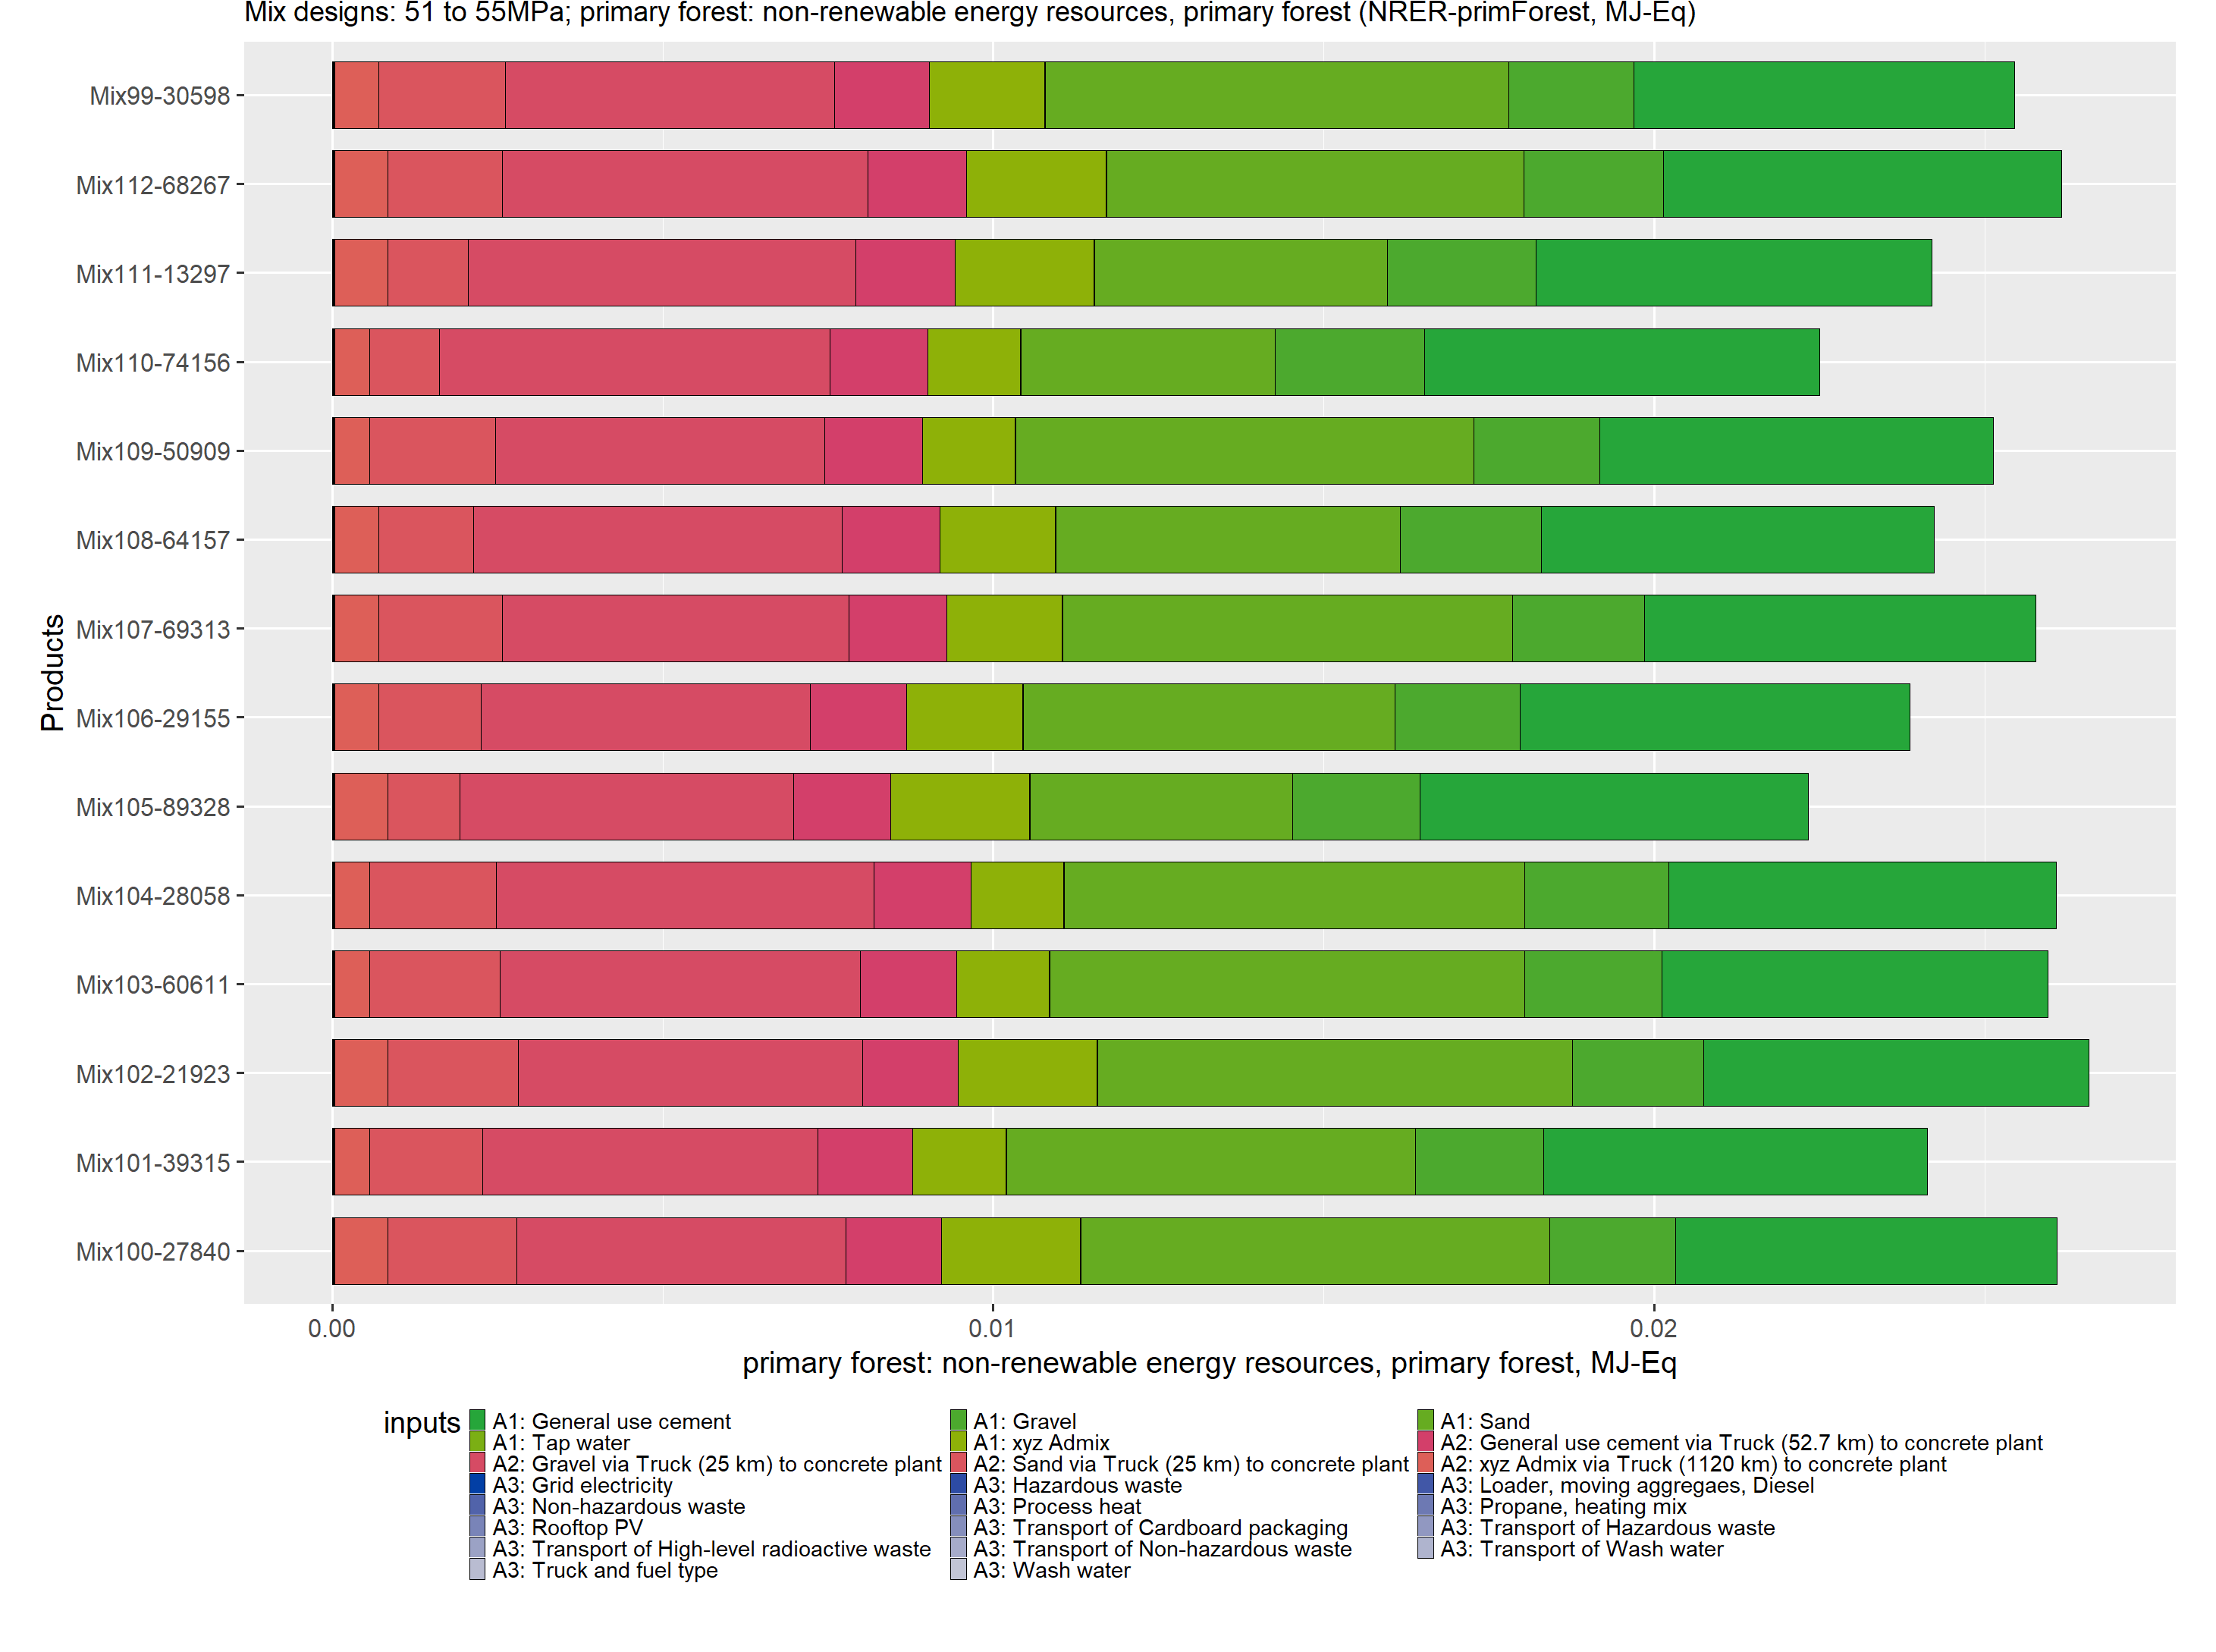 Mix designs: 51 to 55MPa; primary forest: non-renewable energy resources, primary forest (NRER-primForest, MJ-Eq)
Mix99-30598
Mix112-68267
Mix111-13297
Mix110-74156
Mix109-50909
Mix108-64157
Mix107-69313
Mix106-29155
Mix105-89328
Mix104-28058
Mix103-60611
Mix102-21923
Mix101-39315
Mix100-27840
Products
0.00 0.01 0.02
primary forest: non-renewable energy resources, primary forest, MJ-Eq
inputs
A1: General use cement A1: Gravel A1: Sand
A1: Tap water A1: xyz Admix A2: General use cement via Truck (52.7 km) to concrete plant
A2: Gravel via Truck (25 km) to concrete plant A2: Sand via Truck (25 km) to concrete plant A2: xyz Admix via Truck (1120 km) to concrete plant
A3: Grid electricity A3: Hazardous waste A3: Loader, moving aggregaes, Diesel
A3: Non-hazardous waste A3: Process heat A3: Propane, heating mix
A3: Rooftop PV A3: Transport of Cardboard packaging A3: Transport of Hazardous waste
A3: Transport of High-level radioactive waste A3: Transport of Non-hazardous waste A3: Transport of Wash water
A3: Truck and fuel type A3: Wash water